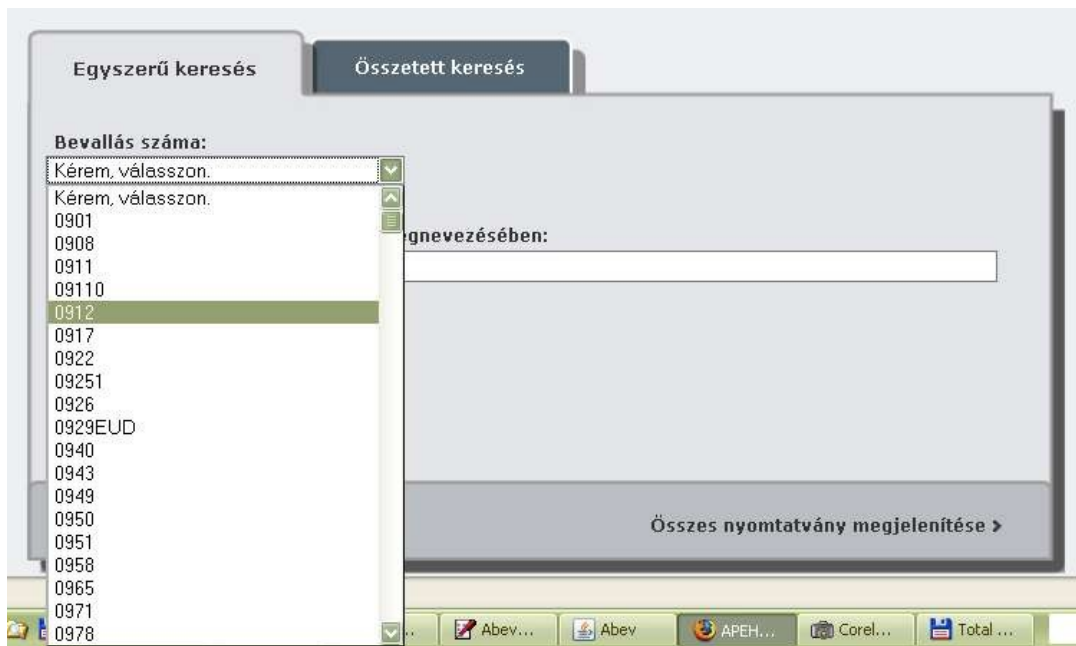 Egyszerű keresés
Összetett keresés
Bevallás száma:
Kérem, válasszon.
Kérem, válasszon.
0901
0908
0911
09110
0912
0917
0922
09251
0926
0929EUD
0940
0943
0949
0950
0951
0958
0965
0971
0978
egnevezésében:
Összes nyomtatvány megjelenítése >
... Abev... Abev APEH... Corel... Total ...